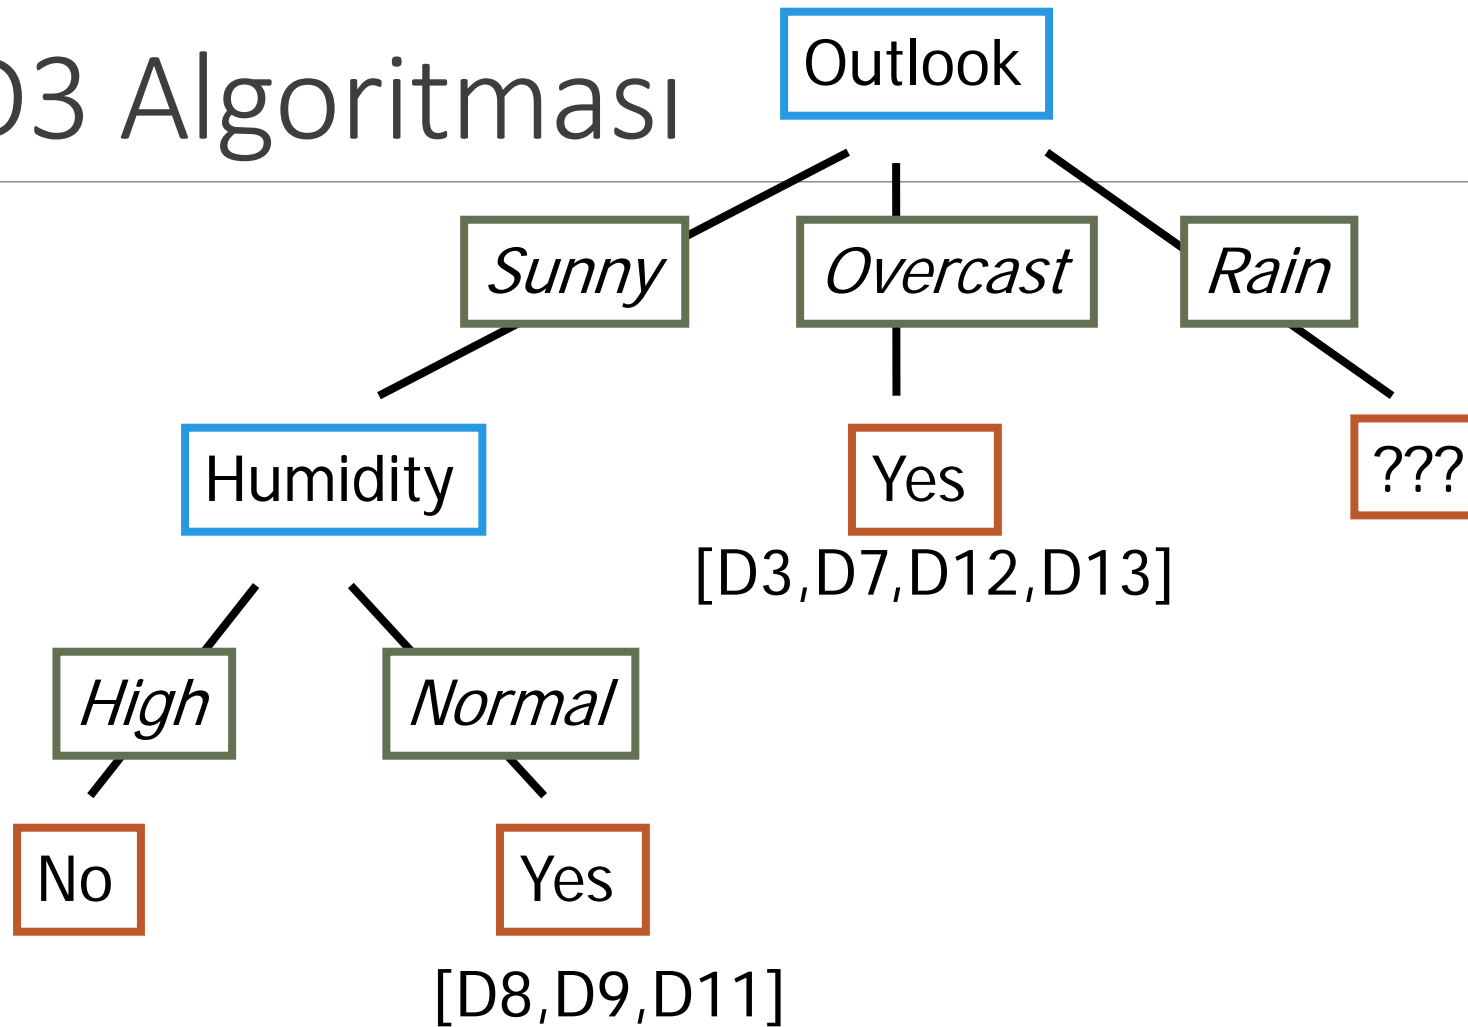 D3 Algoritması
Outlook
Sunny
Overcast
Rain
Humidity
Yes
???
[D3,D7,D12,D13]
High
Normal
No
Yes
[D8,D9,D11]